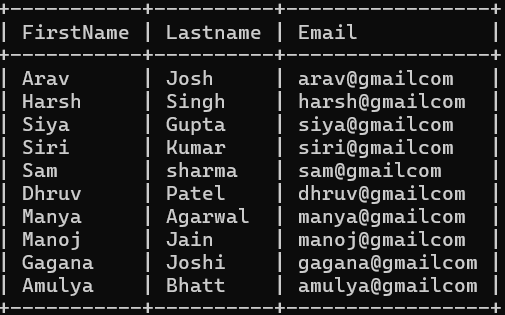 +-----------+----------+-----------------+
| FirstName | Lastname | Email           |
+-----------+----------+-----------------+
| Arav      | Josh     | arav@gmailcom   |
| Harsh     | Singh    | harsh@gmailcom  |
| Siya      | Gupta    | siya@gmailcom   |
| Siri      | Kumar    | siri@gmailcom   |
| Sam       | sharma   | sam@gmailcom    |
| Dhruv     | Patel    | dhruv@gmailcom  |
| Manya     | Agarwal  | manya@gmailcom  |
| Manoj     | Jain     | manoj@gmailcom  |
| Gagana    | Joshi    | gagana@gmailcom |
| Amulya    | Bhatt    | amulya@gmailcom |
+-----------+----------+-----------------+